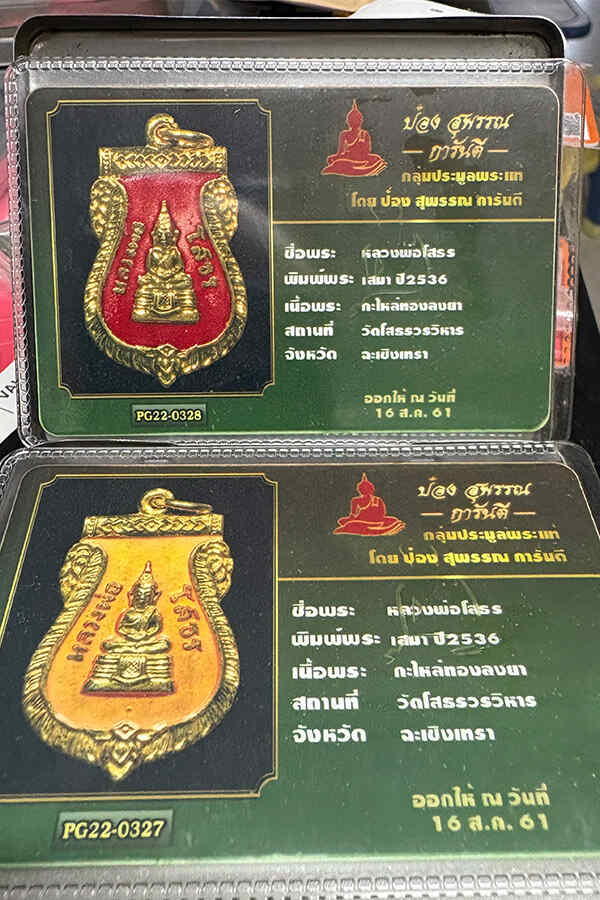 ป๋อง สุพรรณ
การันตี
กลุ่มประมูลพระแท้
โดย ป๋อง สุพรรณ การันตี
ชื่อพระ หลวงพ่อโสธร
พิมพ์พระ เสมา ปี2536
เนื้อพระ กะไหล่ทองลงยา
สถานที่ วัดโสธรวรวิหาร
จังหวัด ฉะเชิงเทรา
ออกให้ ณ วันที่
16 ส.ค. 61
หลวงพ่อ โสธร
PG22-0328
ป๋อง สุพรรณ
การันตี
กลุ่มประมูลพระแท้
โดย ป๋อง สุพรรณ การันตี
ชื่อพระ หลวงพ่อโสธร
พิมพ์พระ เสมา ปี2536
เนื้อพระ กะไหล่ทองลงยา
สถานที่ วัดโสธรวรวิหาร
จังหวัด ฉะเชิงเทรา
ออกให้ ณ วันที่
16 ส.ค. 61
หลวงพ่อ โสธร
PG22-0327